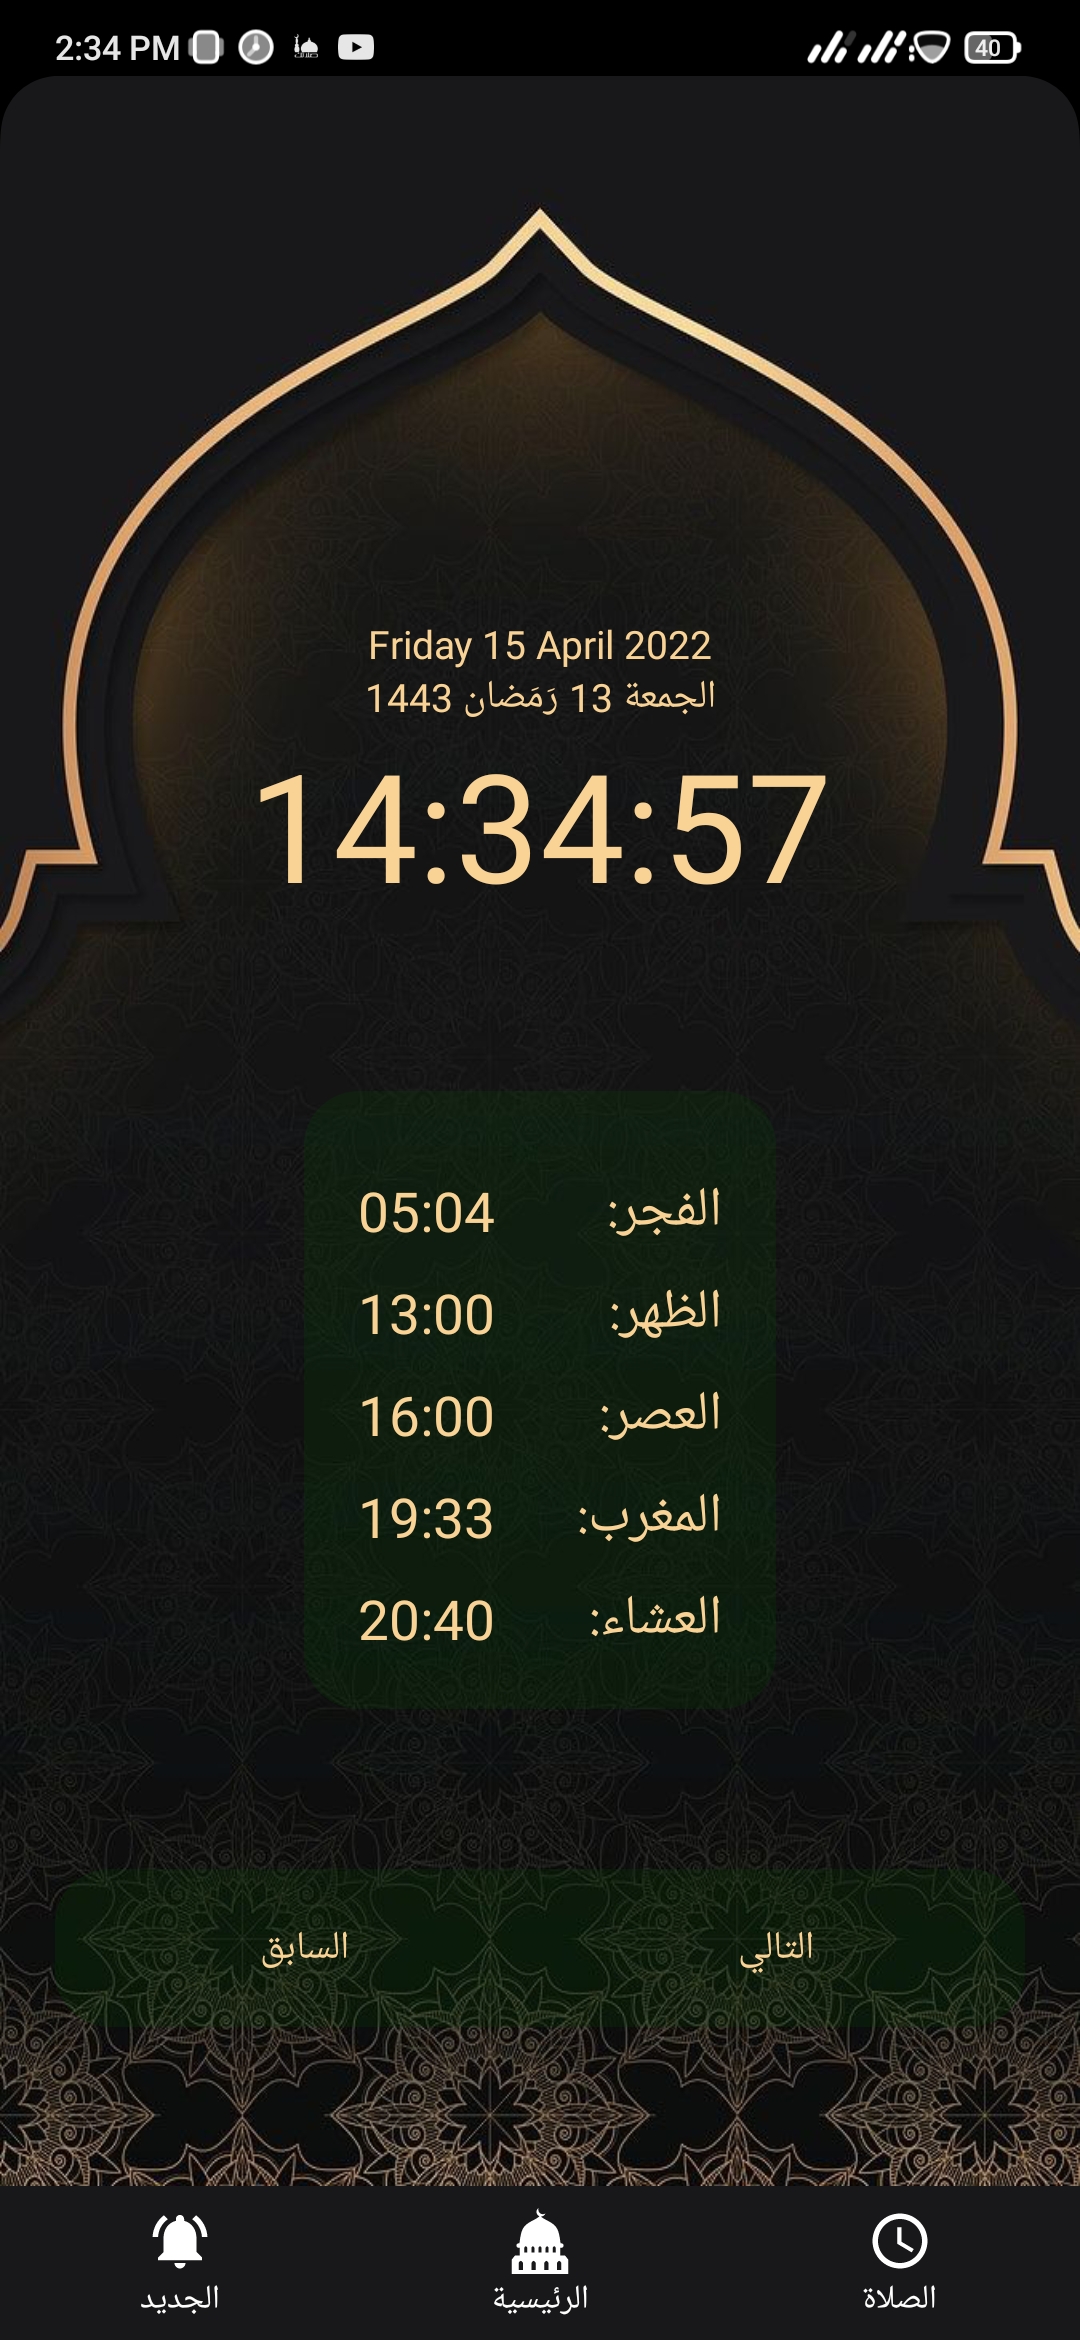 2:34 PM
40
Friday 15 April 2022
الجمعة 13 رَمَضان 1443
14:34:57
الفجر: 05:04
الظهر: 13:00
العصر: 16:00
المغرب: 19:33
العشاء: 20:40
التالي السابق
الصلاة الرئيسية الجديد